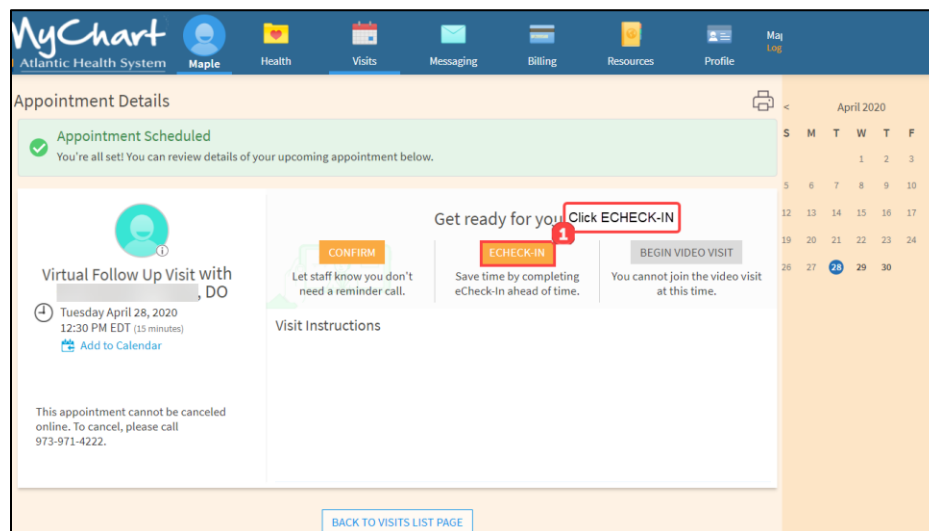 MyChart
Atlantic Health System
Maple
Health
Visits
Messaging
Billing
Resources
Profile
Map
Log
Appointment Details
Appointment Scheduled
You're all set! You can review details of your upcoming appointment below.
Virtual Follow Up Visit with
, DO
Tuesday April 28, 2020
12:30 PM EDT (15 minutes)
Add to Calendar
This appointment cannot be canceled
online. To cancel, please call
973-971-4222.
Get ready for you
Click ECHECK-IN
1
CONFIRM
Let staff know you don't
need a reminder call.
ECHECK-IN
Save time by completing
eCheck-In ahead of time.
BEGIN VIDEO VISIT
You cannot join the video visit
at this time.
Visit Instructions
BACK TO VISITS LIST PAGE
< April 2020
S M T W T F
1 2 3
5 6 7 8 9 10
12 13 14 15 16 17
19 20 21 22 23 24
26 27 28 29 30